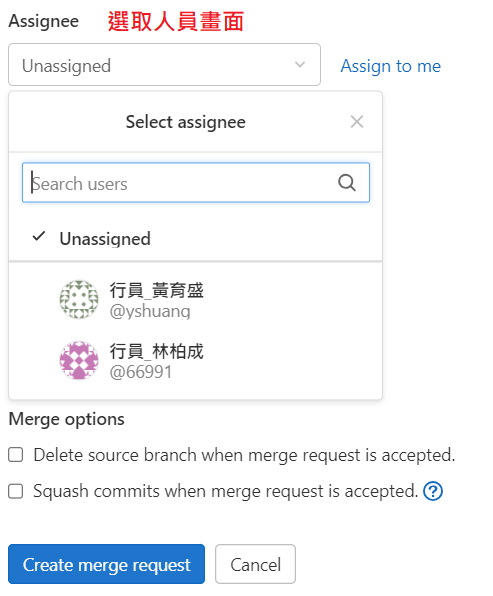 Assignee 選取人員畫面
Unassigned Assign to me
Select assignee
Search users
Unassigned
行員_黃育盛
@yshuang
行員_林柏成
@66991
Merge options
Delete source branch when merge request is accepted.
Squash commits when merge request is accepted. ?
Create merge request Cancel